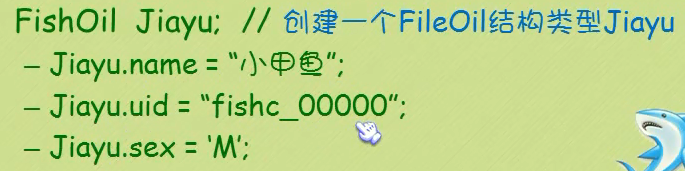 FishOil Jiayu; // 创建一个FileOil结构类型Jiayu
– Jiayu.name = “小甲鱼”;
– Jiayu.uid = “fishc_00000”;
– Jiayu.sex = ‘M’;